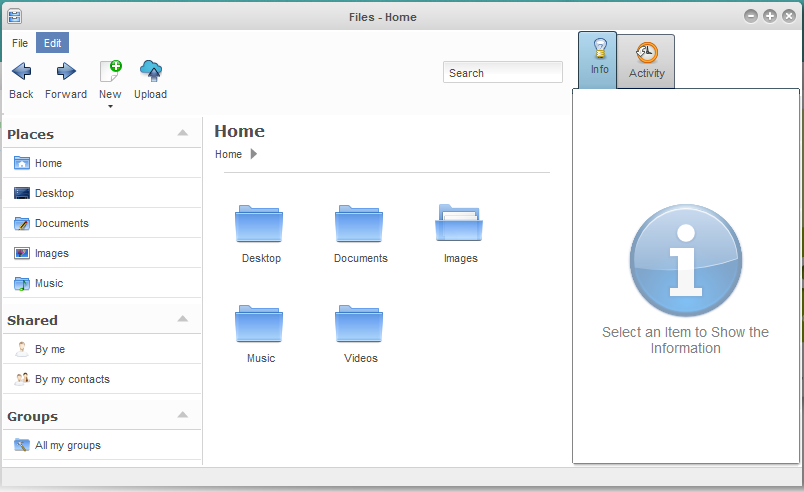 Files - Home
File
Edit
Back
Forward
New
Upload
Search
Info
Activity
Places
Home
Desktop
Documents
Images
Music
Shared
By me
By my contacts
Groups
All my groups
Home
Home
Desktop
Documents
Images
Music
Videos
Select an Item to Show the
Information